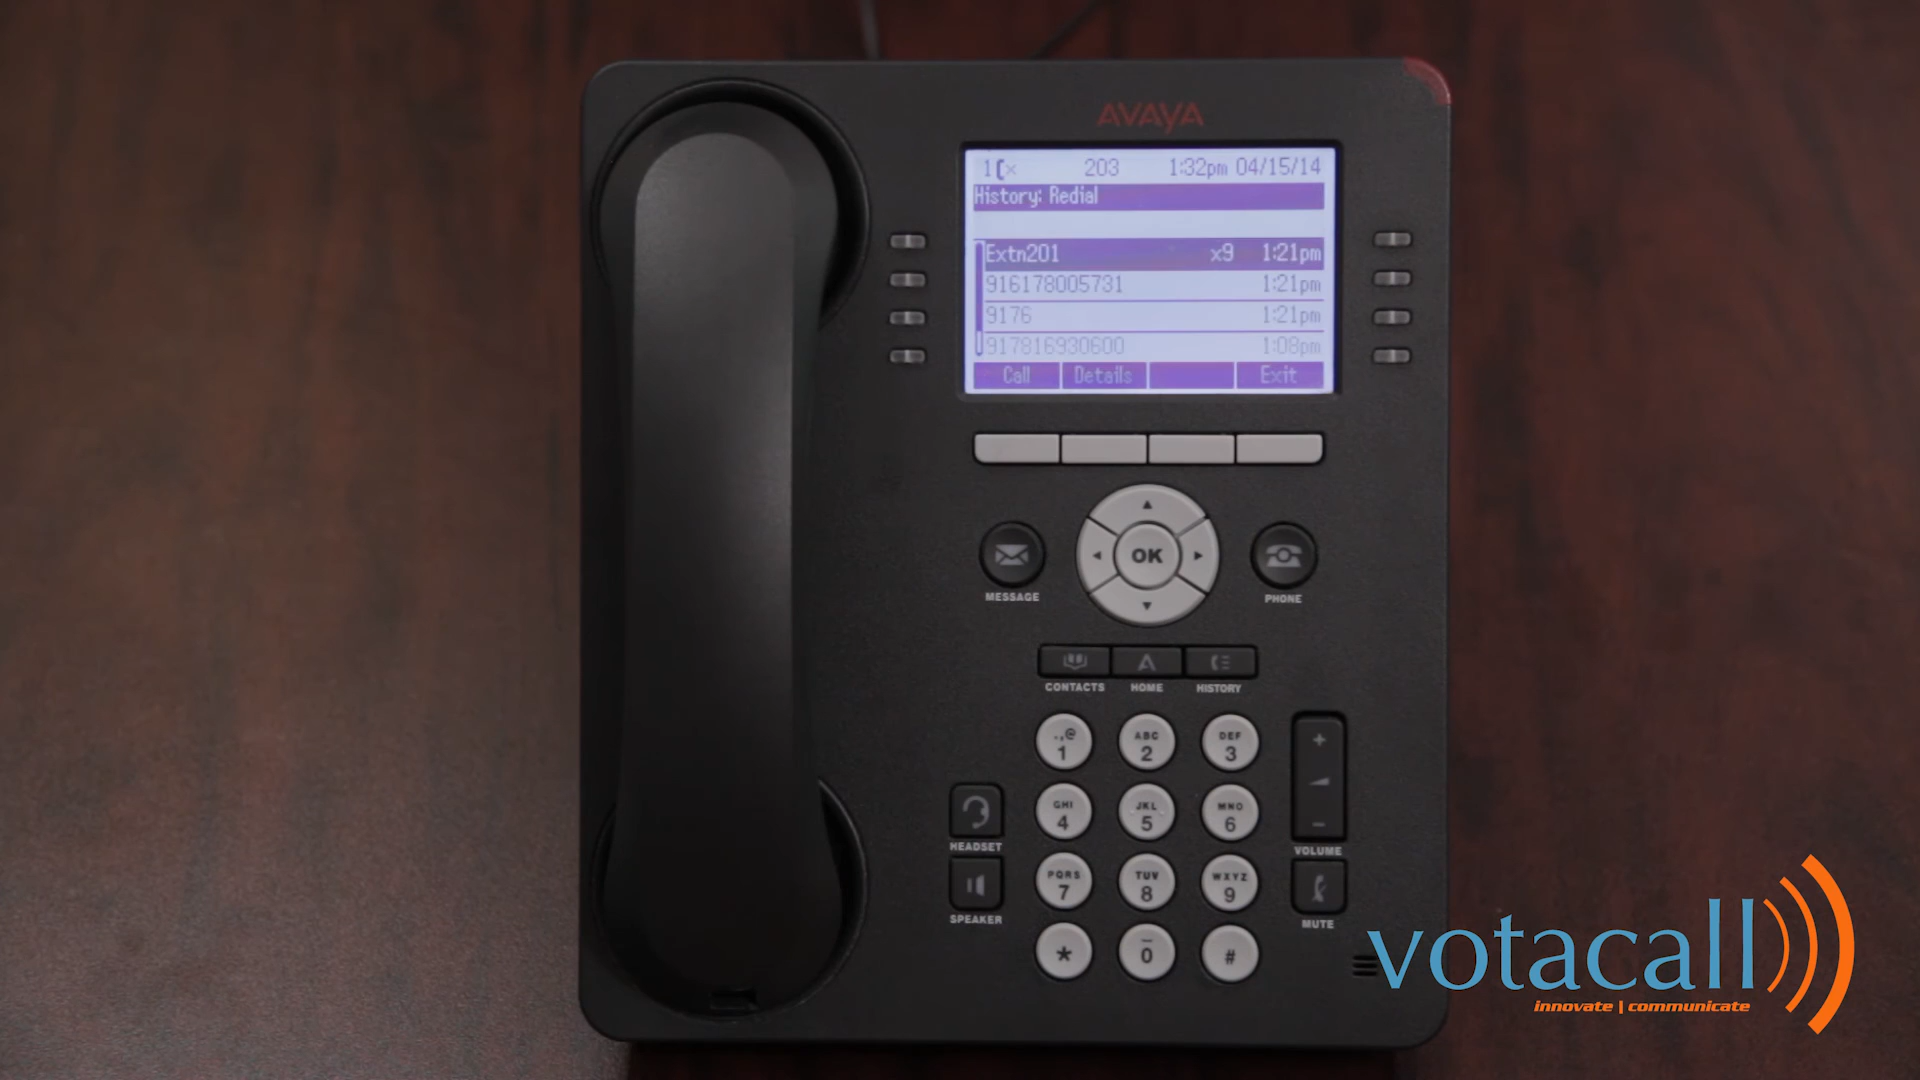 AVAYA
1 203 1:32pm 04/15/14
History: Redial
Extn201 x9 1:21pm
916178005731 1:21pm
9176 1:21pm
917816930600 1:08pm
Call Details Exit
OK
MESSAGE
PHONE
CONTACTS HOME HISTORY
.,@ ABC DEF
1 2 3
GHI JKL MNO
4 5 6
+
-
HEADSET
VOLUME
PQRS TUV WXYZ
7 8 9
SPEAKER
MUTE
* 0 #
votacall
innovate | communicate